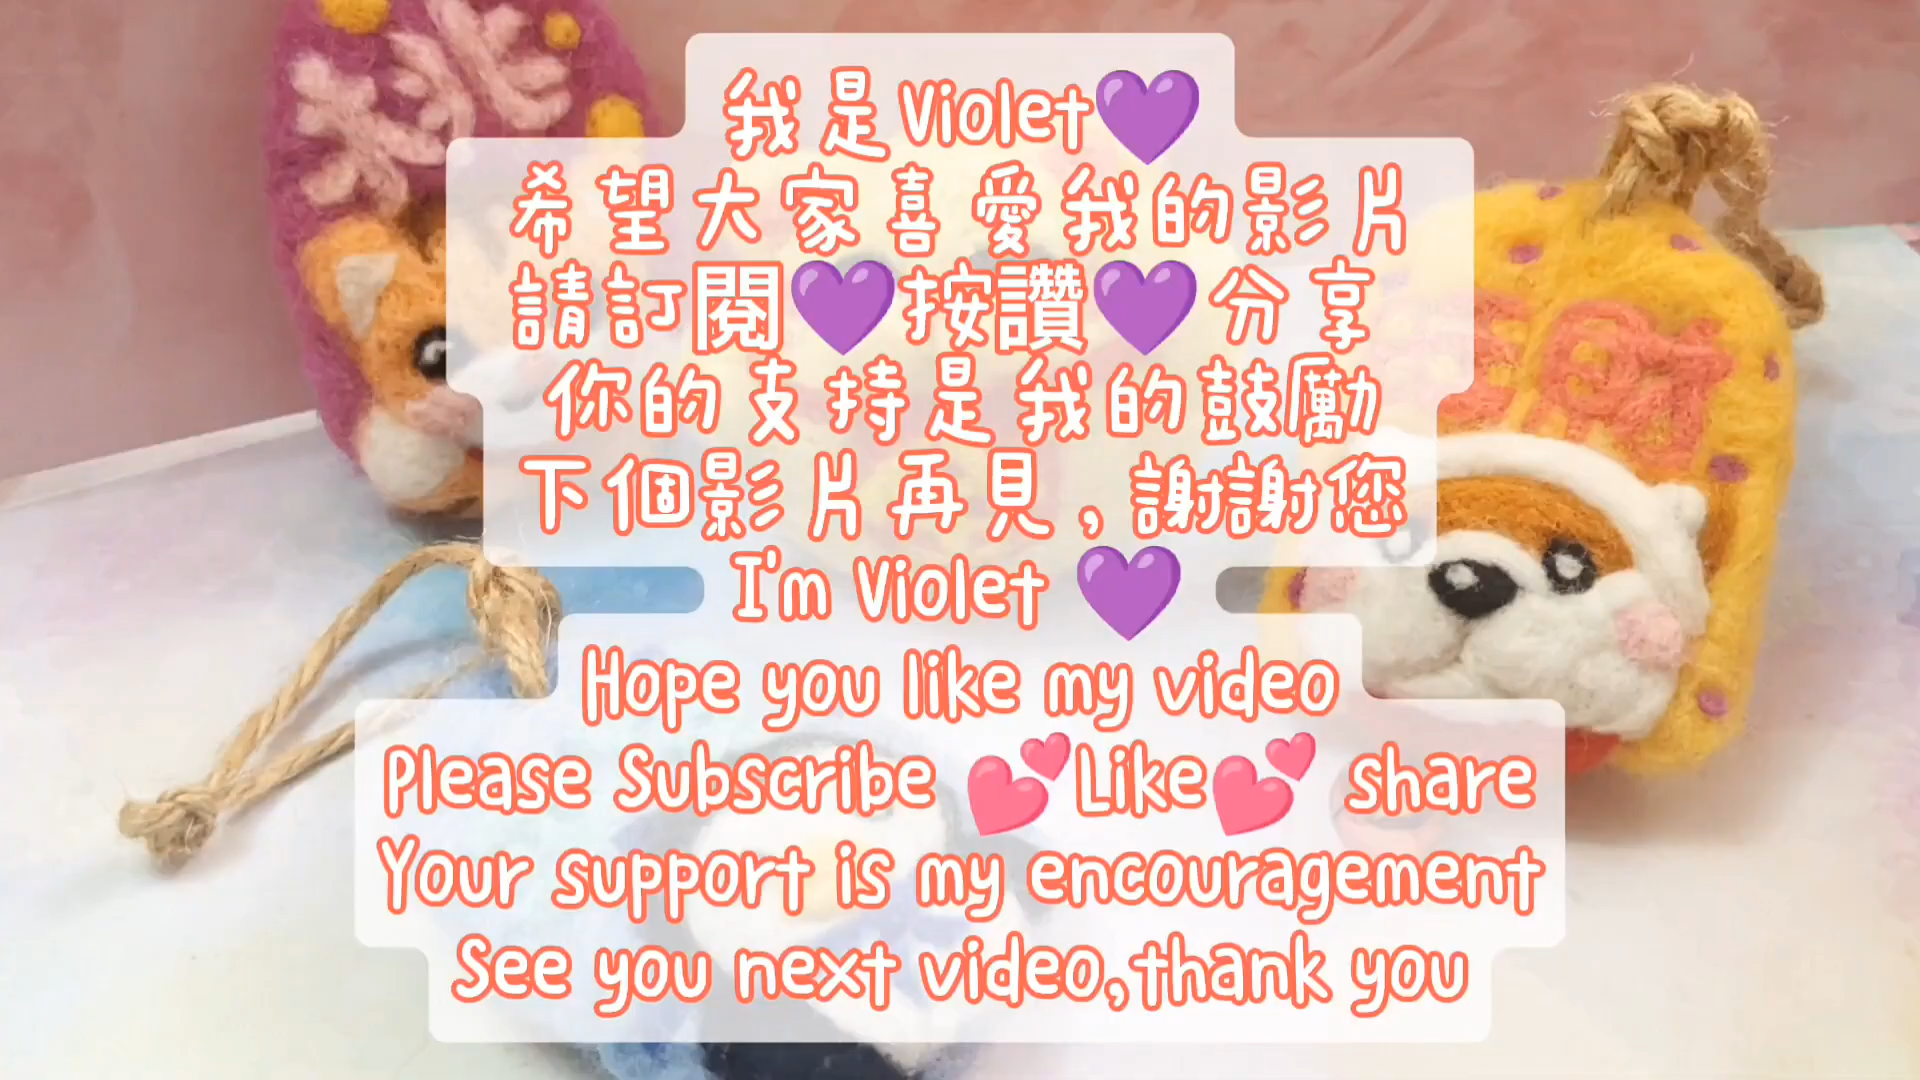 我是Violet💜
希望大家喜愛我的影片
請訂閱💜按讚💜分享
你的支持是我的鼓勵
下個影片再見，謝謝您
I'm Violet 💜
Hope you like my video
Please Subscribe 💕Like💕 share
Your support is my encouragement
See you next video,thank you